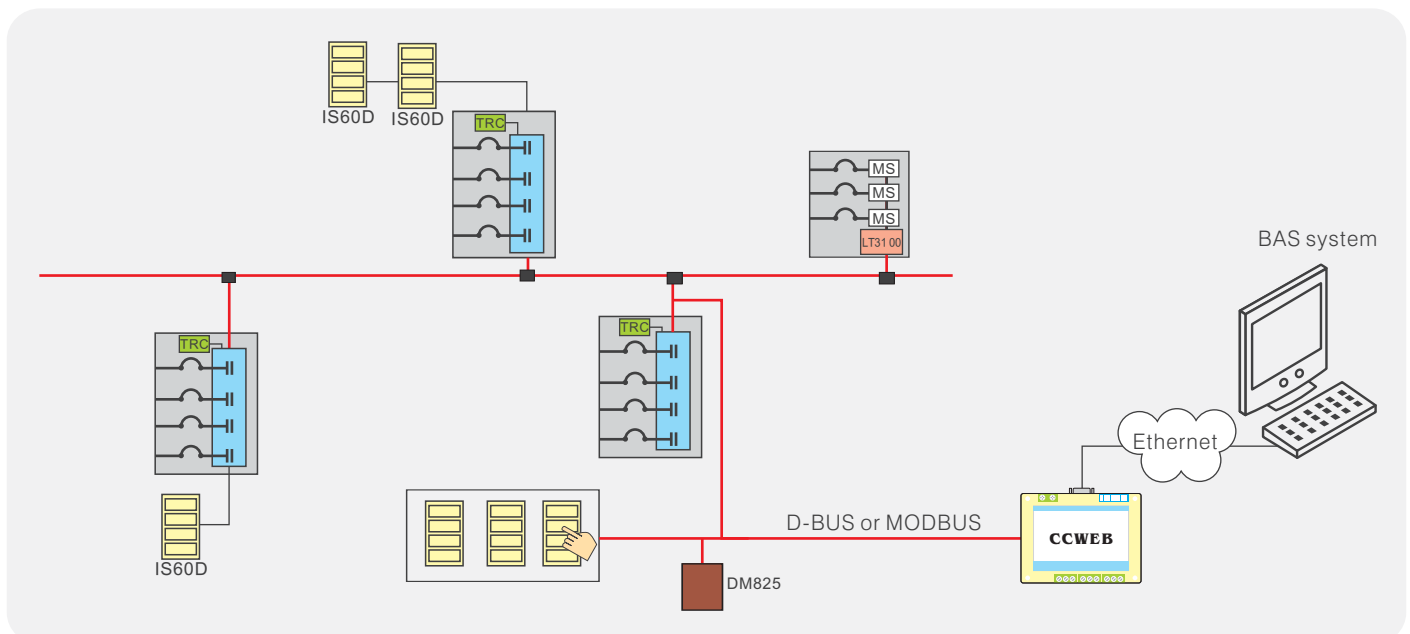 IS60D
IS60D
TRC
MS
MS
MS
LT3100
BAS system
TRC
TRC
Ethernet
D-BUS or MODBUS
CCWEB
IS60D
DM825